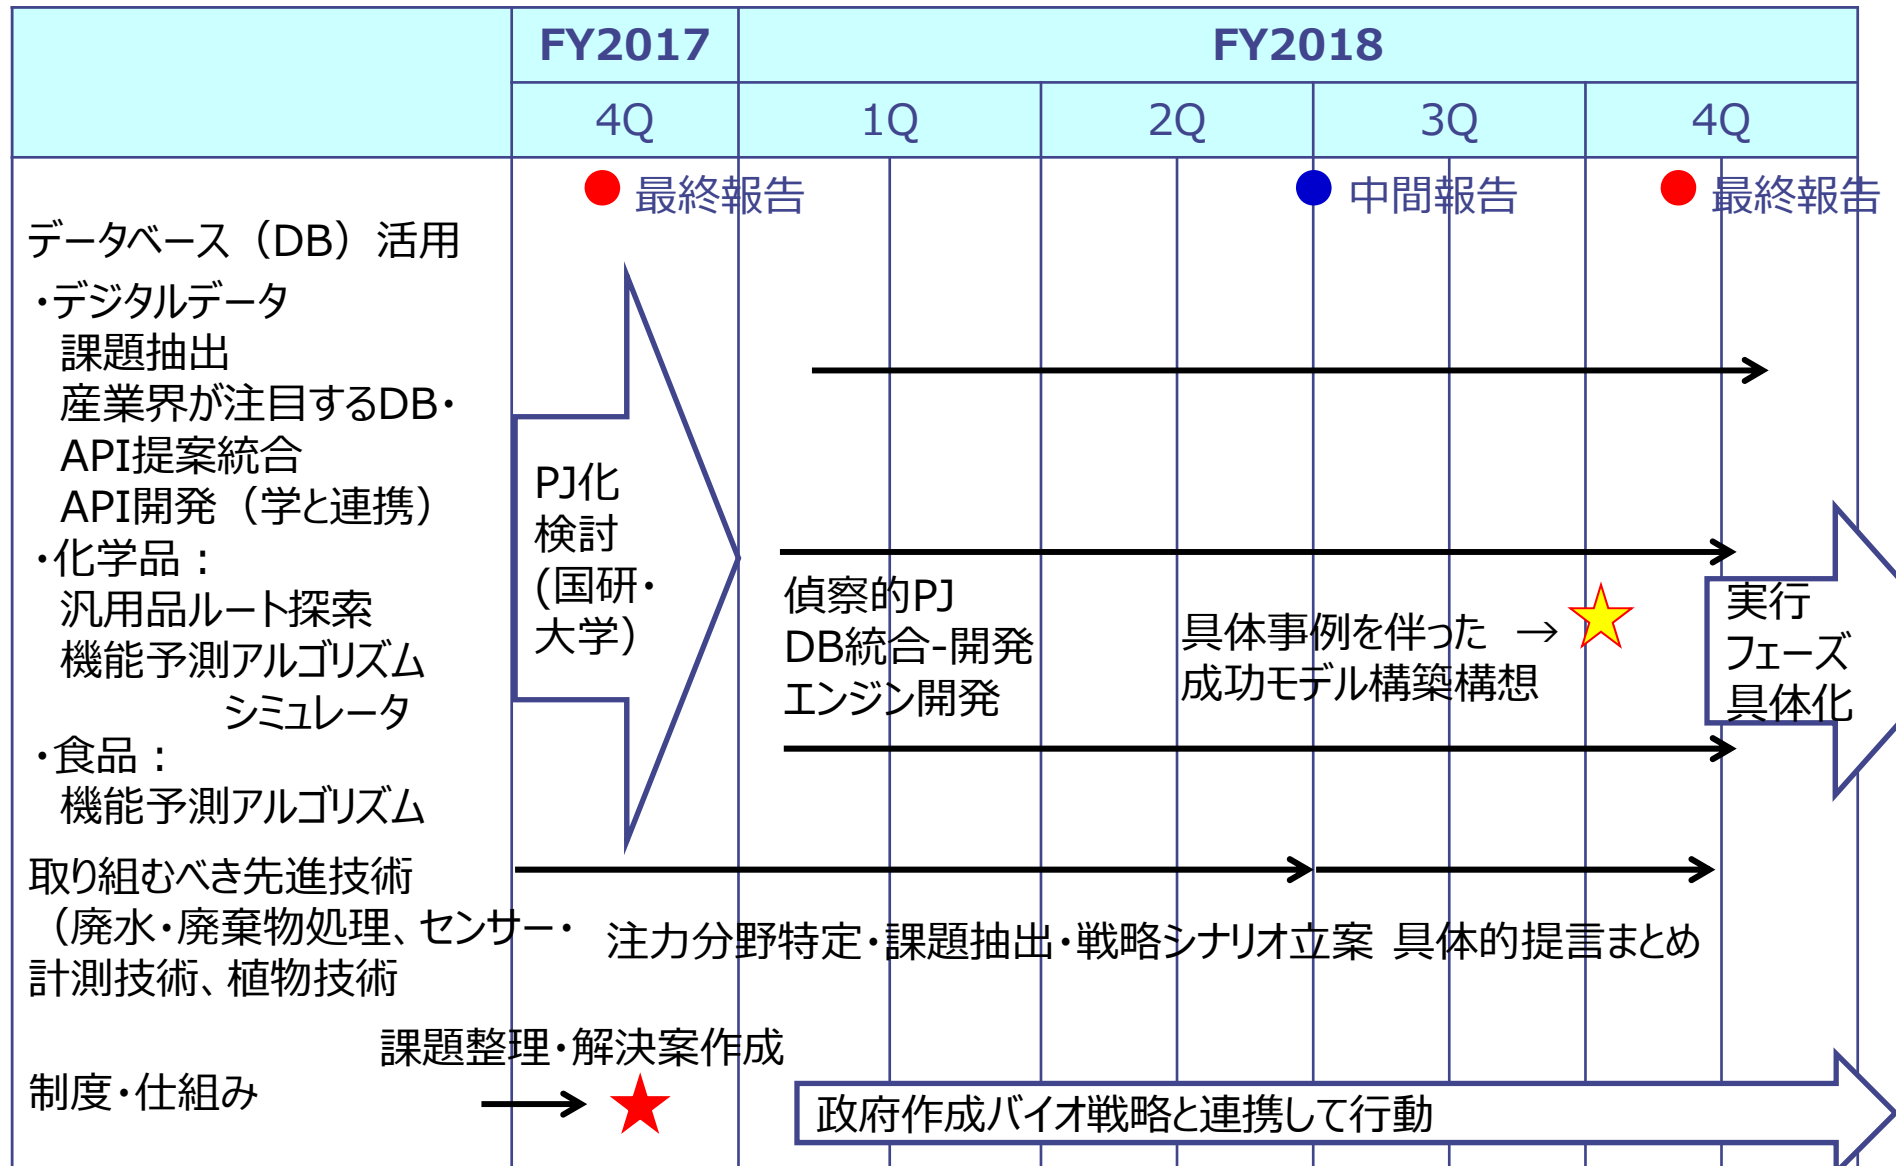 FY2017 FY2018
4Q 1Q 2Q 3Q 4Q
最終報告 中間報告 最終報告
データベース（DB）活用
・デジタルデータ
課題抽出
産業界が注目するDB・
API提案統合
API開発（学と連携）
・化学品：
汎用品ルート探索
機能予測アルゴリズム
シミュレータ
・食品：
機能予測アルゴリズム
PJ化
検討
(国研・
大学）
偵察的PJ
DB統合-開発
エンジン開発
具体事例を伴った →
成功モデル構築構想
実行
フェーズ
具体化
取り組むべき先進技術
（廃水・廃棄物処理、センサー・
計測技術、植物技術
注力分野特定・課題抽出・戦略シナリオ立案 具体的提言まとめ
課題整理・解決案作成
制度・仕組み
政府作成バイオ戦略と連携して行動